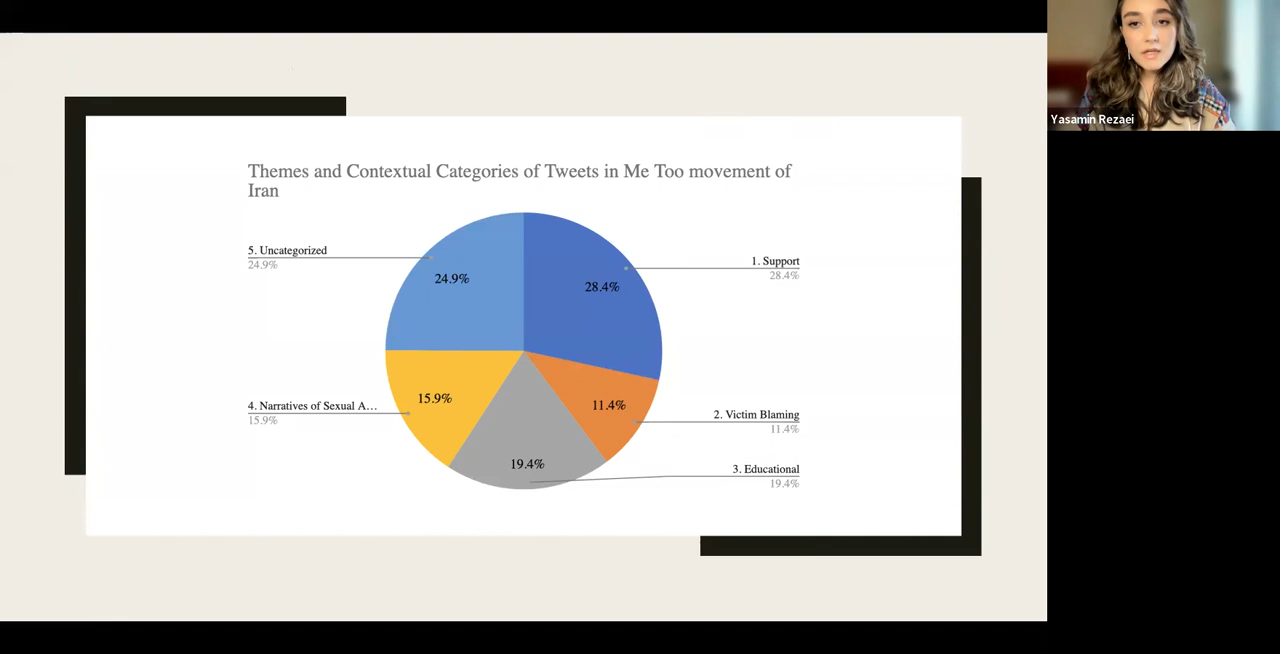 Yasamin Rezaei
Themes and Contextual Categories of Tweets in Me Too movement of
Iran
5. Uncategorized
24.9%
1. Support
28.4%
24.9%
28.4%
4. Narratives of Sexual A...
15.9%
15.9%
11.4%
2. Victim Blaming
11.4%
19.4%
3. Educational
19.4%